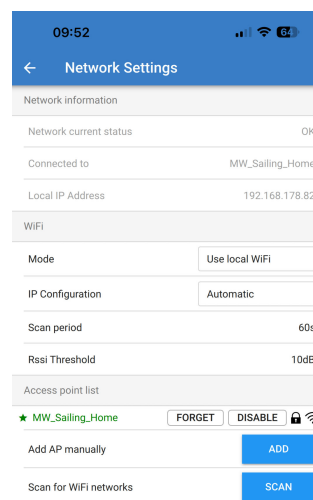 09:52
64
Network Settings
Network information
Network current status OK
Connected to MW_Sailing_Home
Local IP Address 192.168.178.82
WiFi
Mode Use local WiFi
IP Configuration Automatic
Scan period 60s
Rssi Threshold 10dB
Access point list
MW_Sailing_Home FORGET DISABLE
Add AP manually ADD
Scan for WiFi networks SCAN